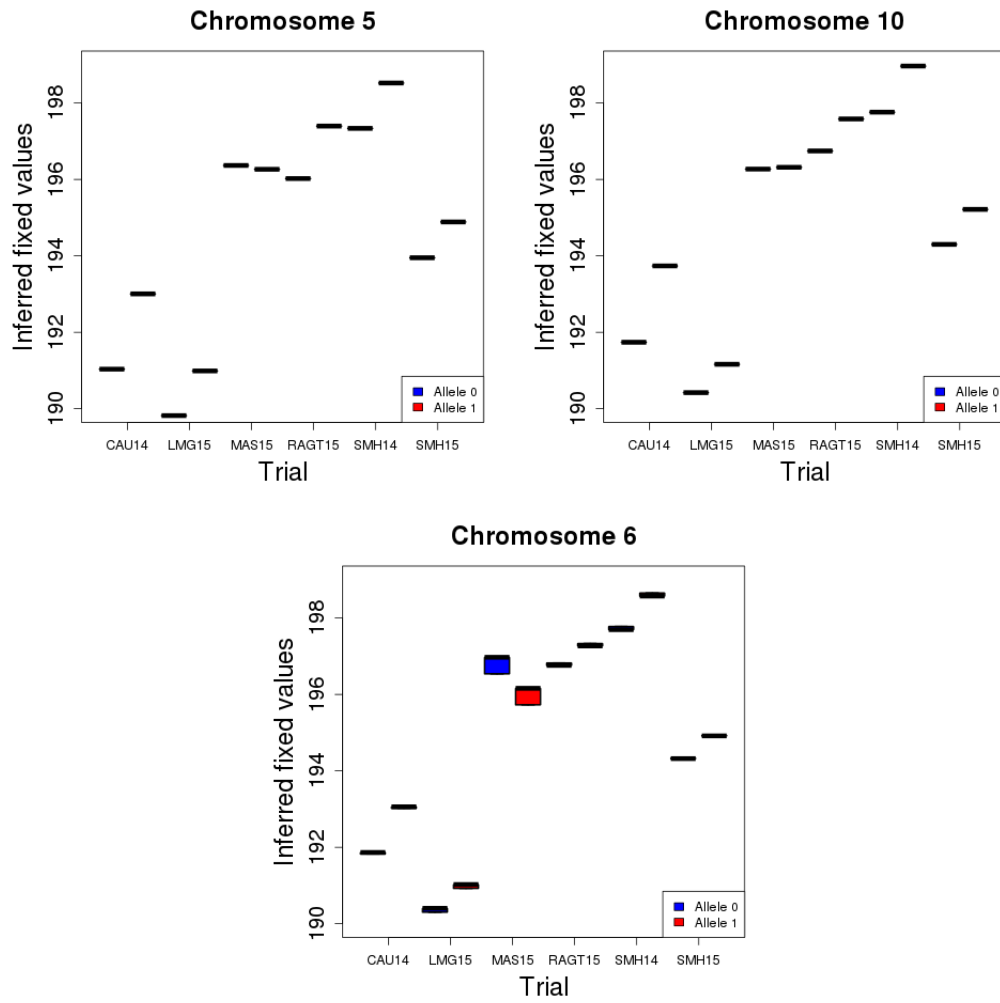 Chromosome 5
Inferred fixed values
198
196
194
192
190
Allele 0
Allele 1
CAU14 LMG15 MAS15 RAGT15 SMH14 SMH15
Trial
Chromosome 10
Inferred fixed values
198
196
194
192
190
Allele 0
Allele 1
CAU14 LMG15 MAS15 RAGT15 SMH14 SMH15
Trial
Chromosome 6
Inferred fixed values
198
196
194
192
190
Allele 0
Allele 1
CAU14 LMG15 MAS15 RAGT15 SMH14 SMH15
Trial